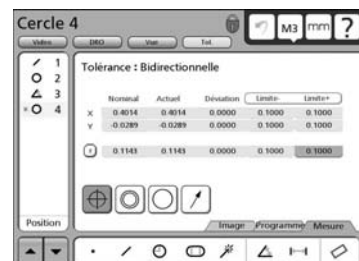 Cercle 4
M3 mm ?
Vidéo DRO Vue Tol.
1
2
3
× 4
Tolérance : Bidirectionnelle
Nominal Actuel Déviation Limite- Limite+
X 0.4014 0.4014 0.0000 0.1000 0.1000
Y -0.0289 -0.0289 0.0000 0.1000 0.1000
r 0.1143 0.1143 0.0000 0.1000 0.1000
Position
Image Programme Mesure